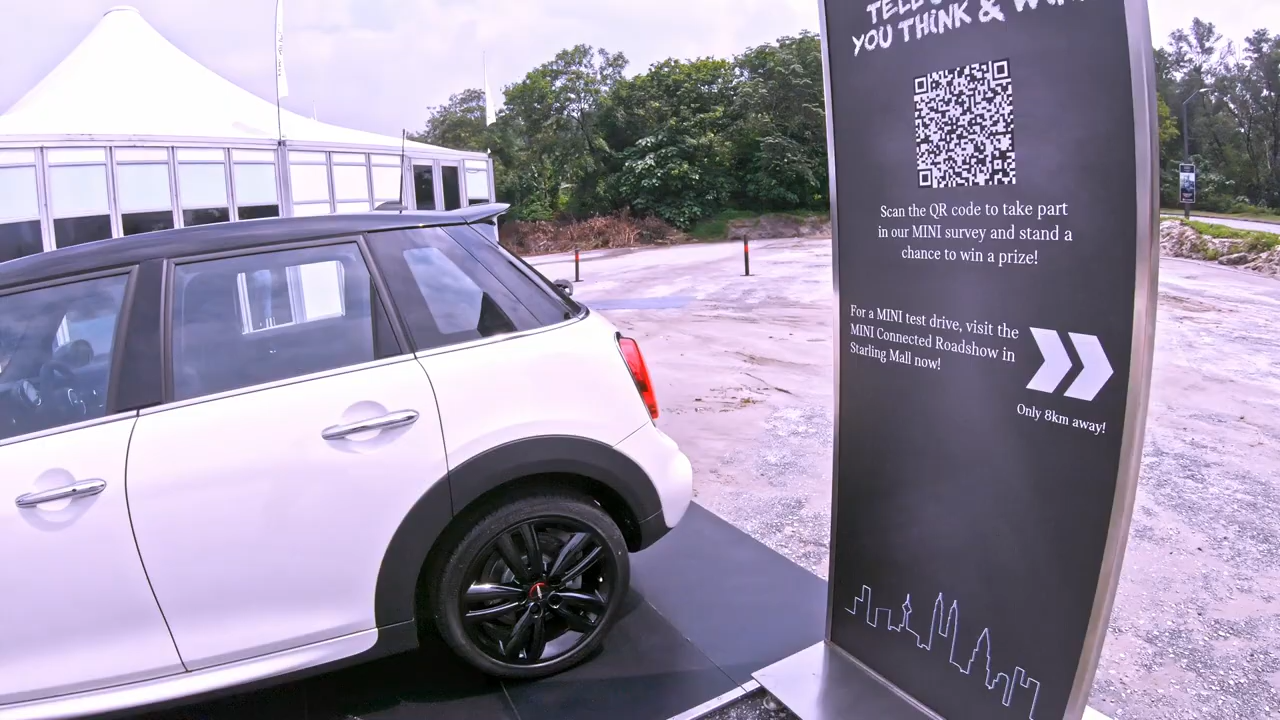 TELL
YOU THiNK &
Scan the QR code to take part
in our MINI survey and stand a
chance to win a prize!
For a MINI test drive, visit the
MINI Connected Roadshow in
Starling Mall now!
Only 8km away!